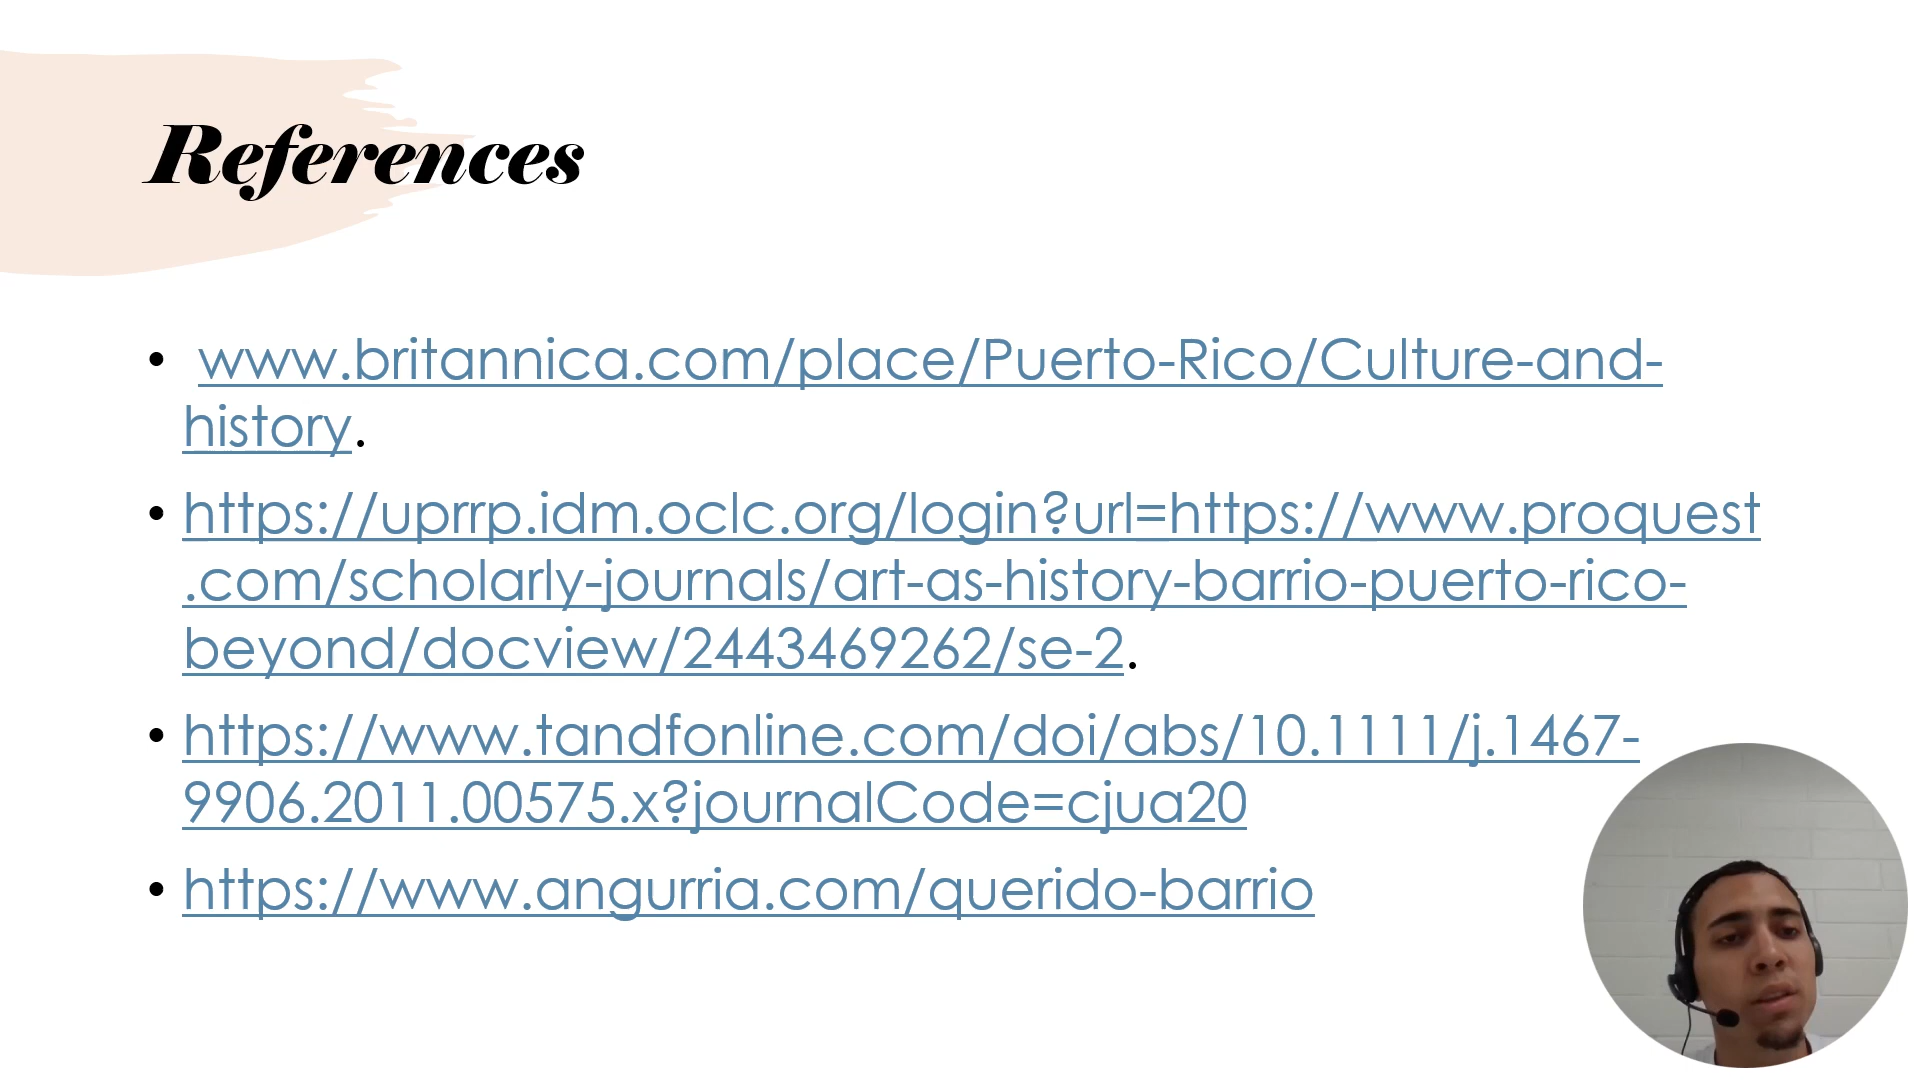 References
• www.britannica.com/place/Puerto-Rico/Culture-and-
history.
• https://uprrp.idm.oclc.org/login?url=https://www.proquest
.com/scholarly-journals/art-as-history-barrio-puerto-rico-
beyond/docview/2443469262/se-2.
• https://www.tandfonline.com/doi/abs/10.1111/j.1467-
9906.2011.00575.x?journalCode=cjua20
• https://www.angurria.com/querido-barrio